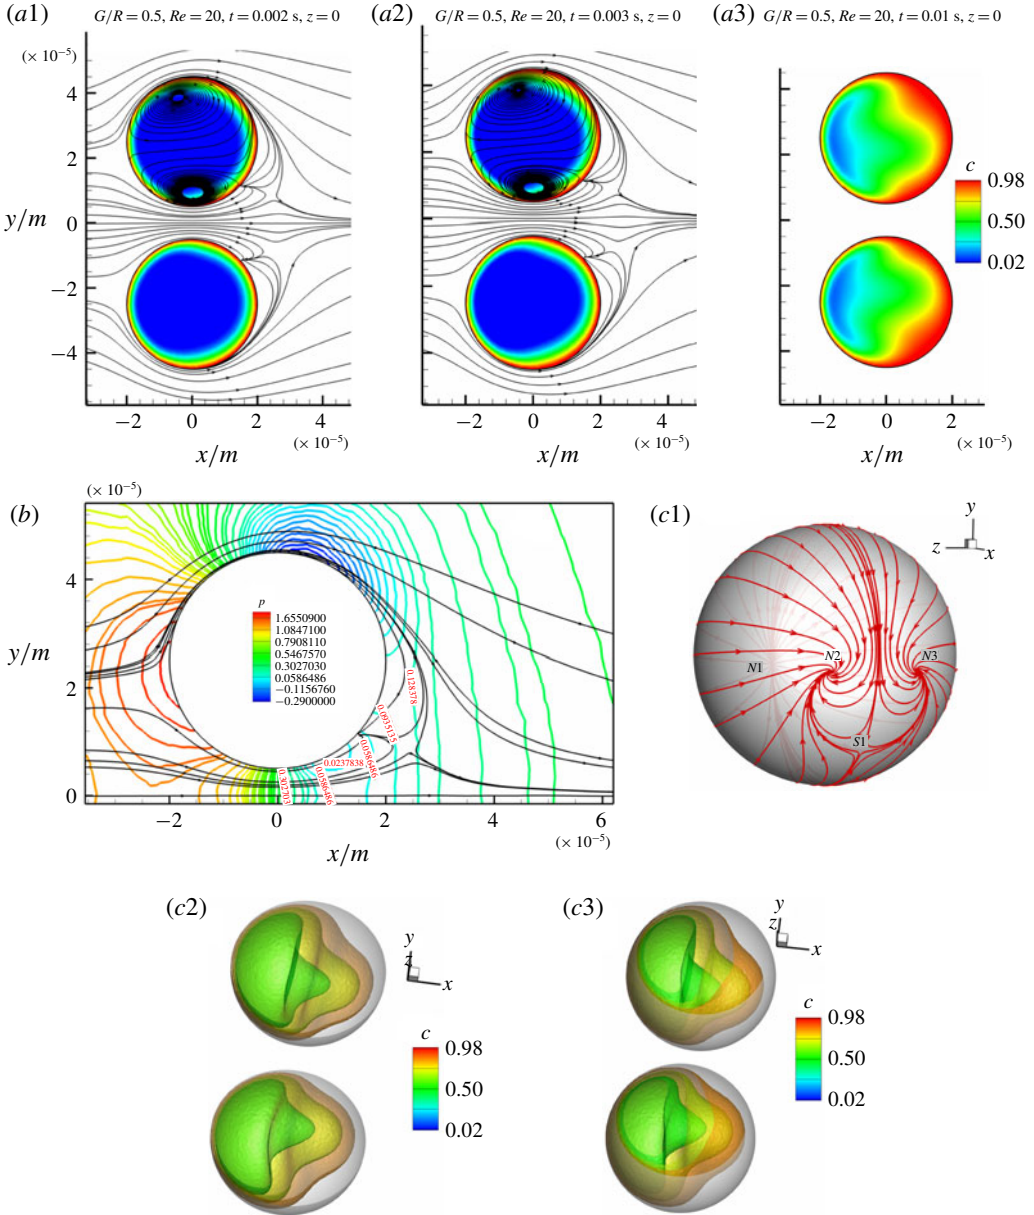 (a1) G/R = 0.5, Re = 20, t = 0.002 s, z = 0
(a2) G/R = 0.5, Re = 20, t = 0.003 s, z = 0
(a3) G/R = 0.5, Re = 20, t = 0.01 s, z = 0
(× 10⁻⁵)
4
2
0
−2
−4
y/m
−2 0 2 4
(× 10⁻⁵)
x/m
−2 0 2 4
(× 10⁻⁵)
x/m
−2 0 2
(× 10⁻⁵)
x/m
c
0.98
0.50
0.02
(b)
(× 10⁻⁵)
4
2
0
y/m
p
1.6550900
1.0847100
0.7908110
0.5467570
0.3027030
0.0586486
−0.1156760
−0.2900000
0.128378
0.0935135
0.0586486
0.0237838
0.0586486
0.302703
−2 0 2 4 6
(× 10⁻⁵)
x/m
(c1)
y
z x
N1 N2 N3
S1
(c2)
y
z
x
c
0.98
0.50
0.02
(c3)
y
z
x
c
0.98
0.50
0.02